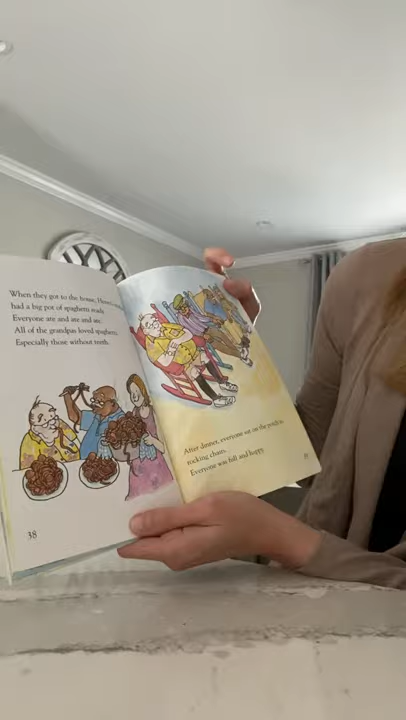 When they got to the house,
had a big pot of spaghetti ready.
Everyone ate and ate and ate.
All of the grandpas loved spaghetti.
Especially those without teeth.
38
After dinner, everyone sat on the porch in
rocking chairs.
Everyone was full and happy.